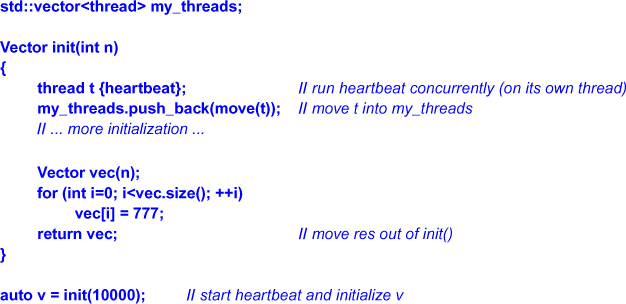 std::vector<thread> my_threads;
Vector init(int n)
{
thread t {heartbeat}; // run heartbeat concurrently (on its own thread)
my_threads.push_back(move(t)); // move t into my_threads
// ... more initialization ...
Vector vec(n);
for (int i=0; i<vec.size(); ++i)
vec[i] = 777;
return vec; // move res out of init()
}
auto v = init(10000); // start heartbeat and initialize v